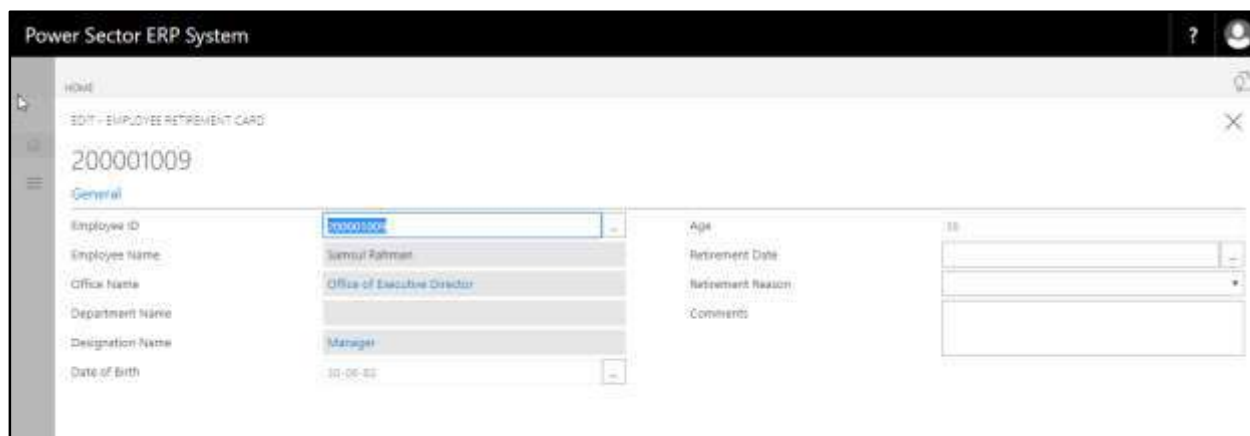 Power Sector ERP System ?
HOME
EDIT - EMPLOYEE RETIREMENT CARD
200001009
General
Employee ID 200001009 ...
Employee Name Samsul Rahman
Office Name Office of Executive Director
Department Name
Designation Name Manager
Date of Birth ...
Age
Retirement Date ...
Retirement Reason
Comments